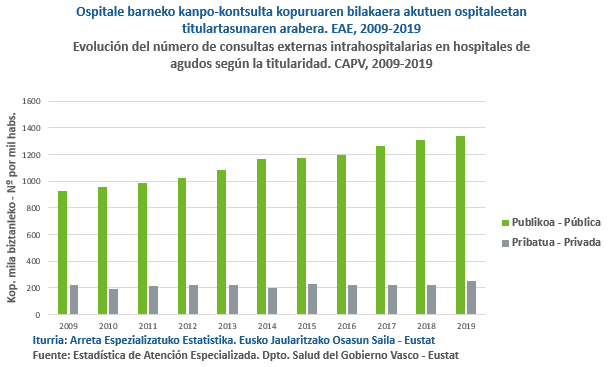 Ospitale barneko kanpo-kontsulta kopuruaren bilakaera akutuen ospitaleetan
titulartasunaren arabera. EAE, 2009-2019
Evolución del número de consultas externas intrahospitalarias en hospitales de
agudos según la titularidad. CAPV, 2009-2019
Kop. mila biztanleko - Nº por mil habs.
1600
1400
1200
1000
800
600
400
200
0
2009 2010 2011 2012 2013 2014 2015 2016 2017 2018 2019
Publikoa - Pública
Pribatua - Privada
Iturria: Arreta Espezializatuko Estatistika. Eusko Jaularitzako Osasun Saila - Eustat
Fuente: Estadística de Atención Especializada. Dpto. Salud del Gobierno Vasco - Eustat